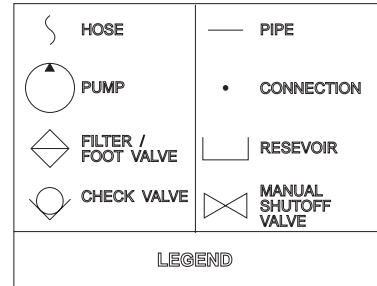 HOSE
PIPE
PUMP
CONNECTION
FILTER /
FOOT VALVE
RESEVOIR
CHECK VALVE
MANUAL
SHUTOFF
VALVE
LEGEND